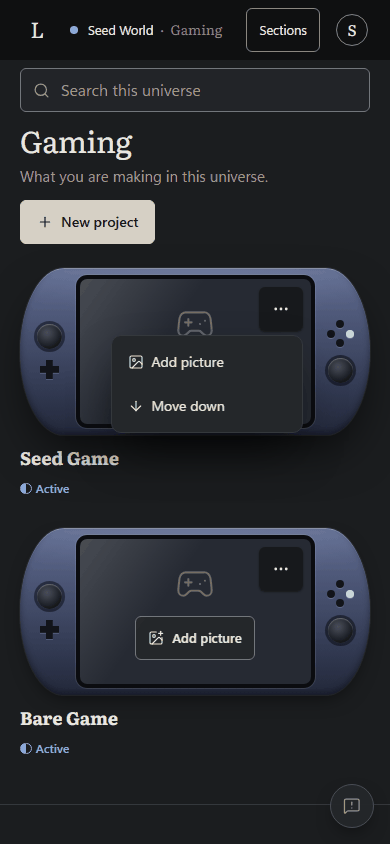 L
Seed World · Gaming
Sections
S
Search this universe
Gaming
What you are making in this universe.
New project
Add picture
Move down
Seed Game
Active
Add picture
Bare Game
Active